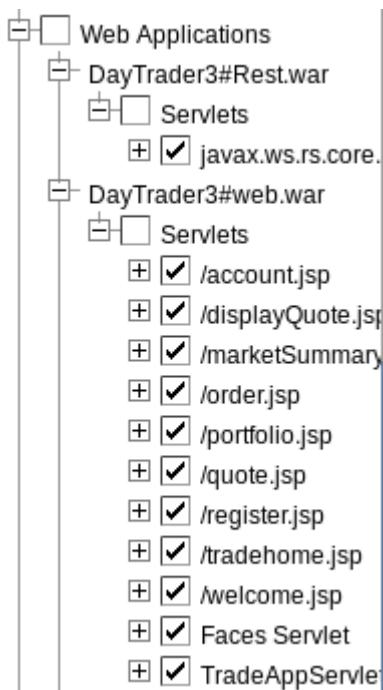 Web Applications
DayTrader3#Rest.war
Servlets
javax.ws.rs.core.
DayTrader3#web.war
Servlets
/account.jsp
/displayQuote.jsp
/marketSummary
/order.jsp
/portfolio.jsp
/quote.jsp
/register.jsp
/tradehome.jsp
/welcome.jsp
Faces Servlet
TradeAppServlet